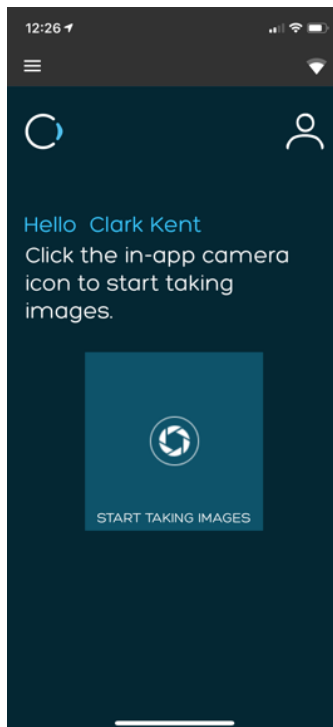 12:26
Hello Clark Kent
Click the in-app camera
icon to start taking
images.
START TAKING IMAGES